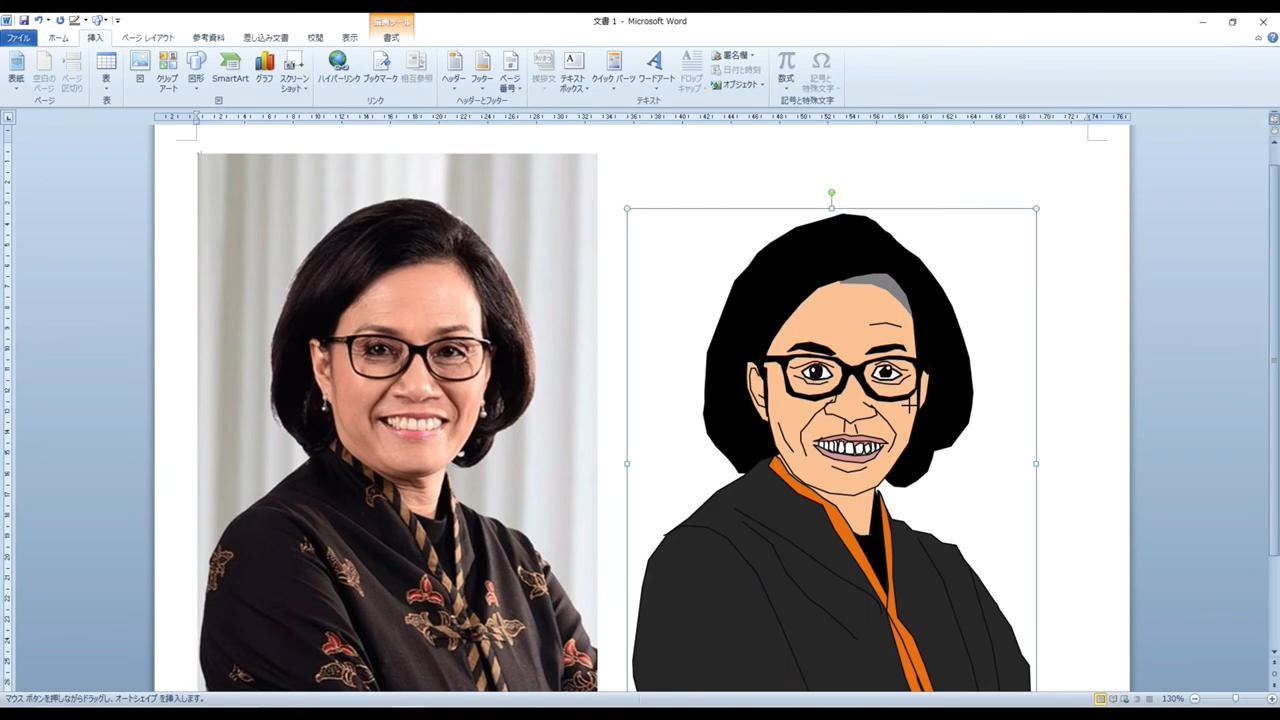 文書 1 - Microsoft Word
ファイル
ホーム
挿入
ページ レイアウト
参考資料
差し込み文書
校閲
表示
書式
表紙
空白のページ
ページ区切り
ページ
表
表
図
クリップアート
図形
SmartArt
グラフ
スクリーンショット
図
ハイパーリンク
ブックマーク
相互参照
リンク
ヘッダー
フッター
ページ番号
ヘッダーとフッター
挨拶文
テキストボックス
クイック パーツ
ワードアート
ドロップキャップ
署名欄
日付と時刻
オブジェクト
テキスト
数式
記号と特殊文字
記号と特殊文字
マウス ボタンを押しながらドラッグし、オートシェイプ を挿入します。
130%